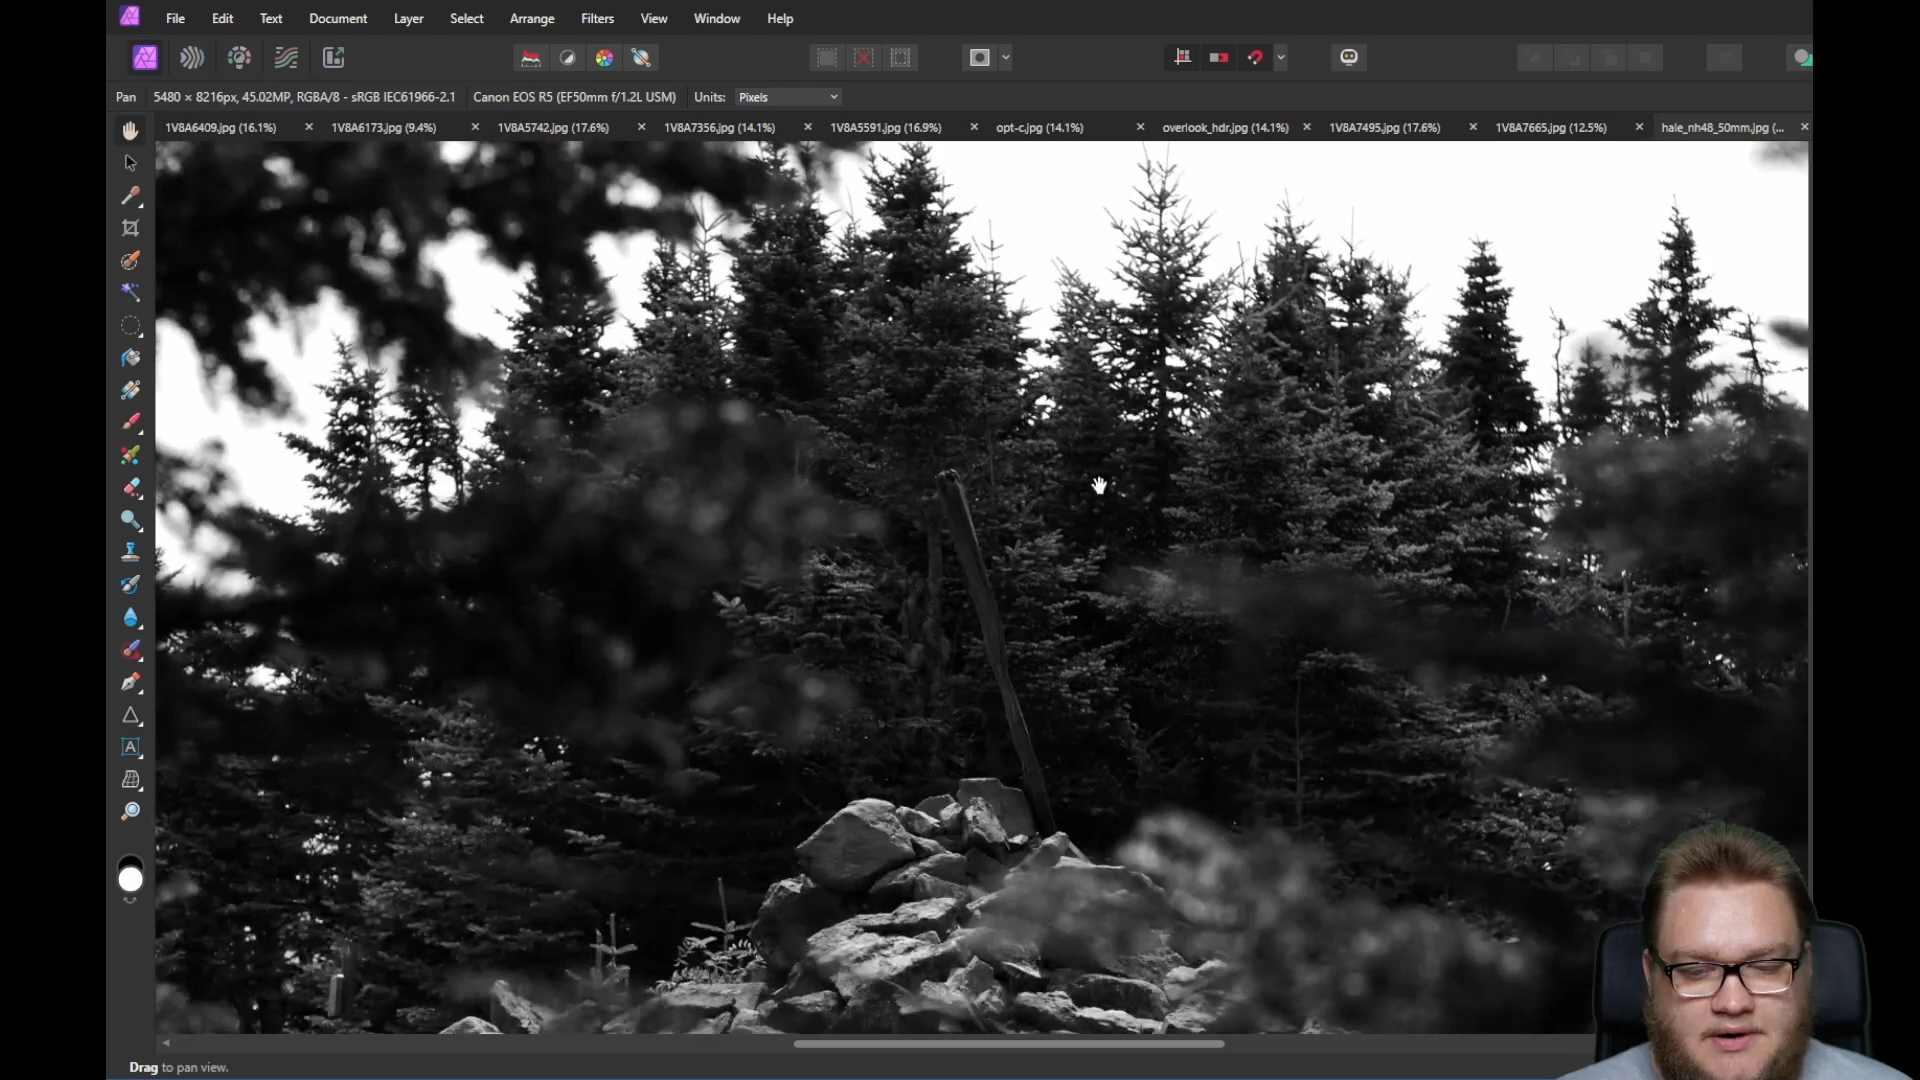 File Edit Text Document Layer Select Arrange Filters View Window Help
Pan 5480 × 8216px, 45.02MP, RGBA/8 - sRGB IEC61966-2.1 Canon EOS R5 (EF50mm f/1.2L USM) Units: Pixels
1V8A6409.jpg (16.1%) 1V8A6173.jpg (9.4%) 1V8A5742.jpg (17.6%) 1V8A7356.jpg (14.1%) 1V8A5591.jpg (16.9%) opt-c.jpg (14.1%) overlook_hdr.jpg (14.1%) 1V8A7495.jpg (17.6%) 1V8A7665.jpg (12.5%) hale_nh48_50mm.jpg (...
A
Drag to pan view.